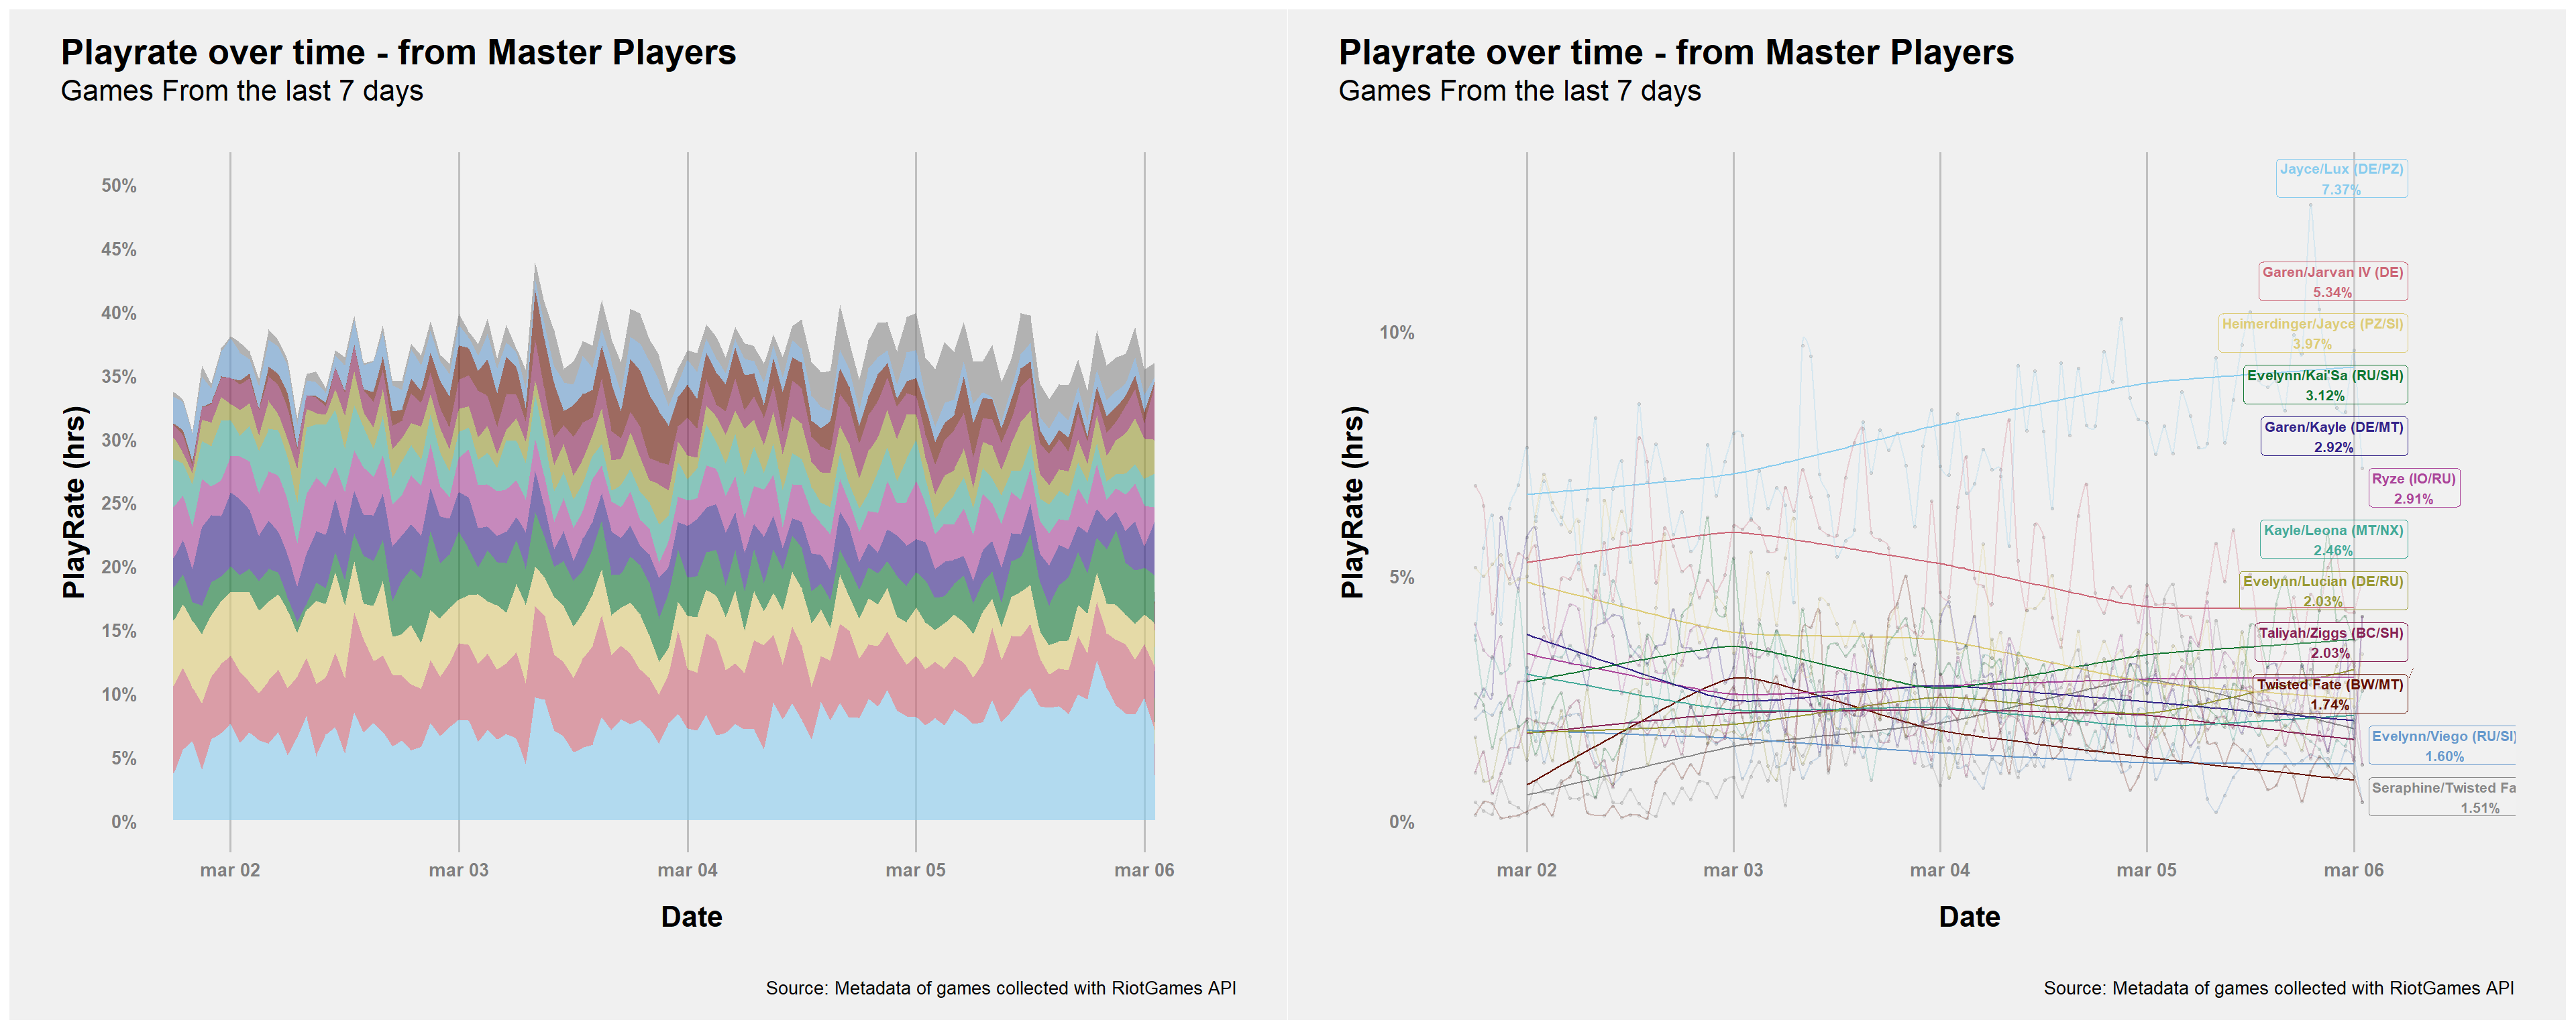 Playrate over time - from Master Players
Games From the last 7 days
PlayRate (hrs)
50%
45%
40%
35%
30%
25%
20%
15%
10%
5%
0%
mar 02
mar 03
mar 04
mar 05
mar 06
Date
Source: Metadata of games collected with RiotGames API
Playrate over time - from Master Players
Games From the last 7 days
PlayRate (hrs)
10%
5%
0%
Jayce/Lux (DE/PZ)
7.37%
Garen/Jarvan IV (DE)
5.34%
Heimerdinger/Jayce (PZ/SI)
3.97%
Evelynn/Kai'Sa (RU/SH)
3.12%
Garen/Kayle (DE/MT)
2.92%
Ryze (IO/RU)
2.91%
Kayle/Leona (MT/NX)
2.46%
Evelynn/Lucian (DE/RU)
2.03%
Taliyah/Ziggs (BC/SH)
2.03%
Twisted Fate (BW/MT)
1.74%
Evelynn/Viego (RU/SI)
1.60%
Seraphine/Twisted Fa
1.51%
mar 02
mar 03
mar 04
mar 05
mar 06
Date
Source: Metadata of games collected with RiotGames API